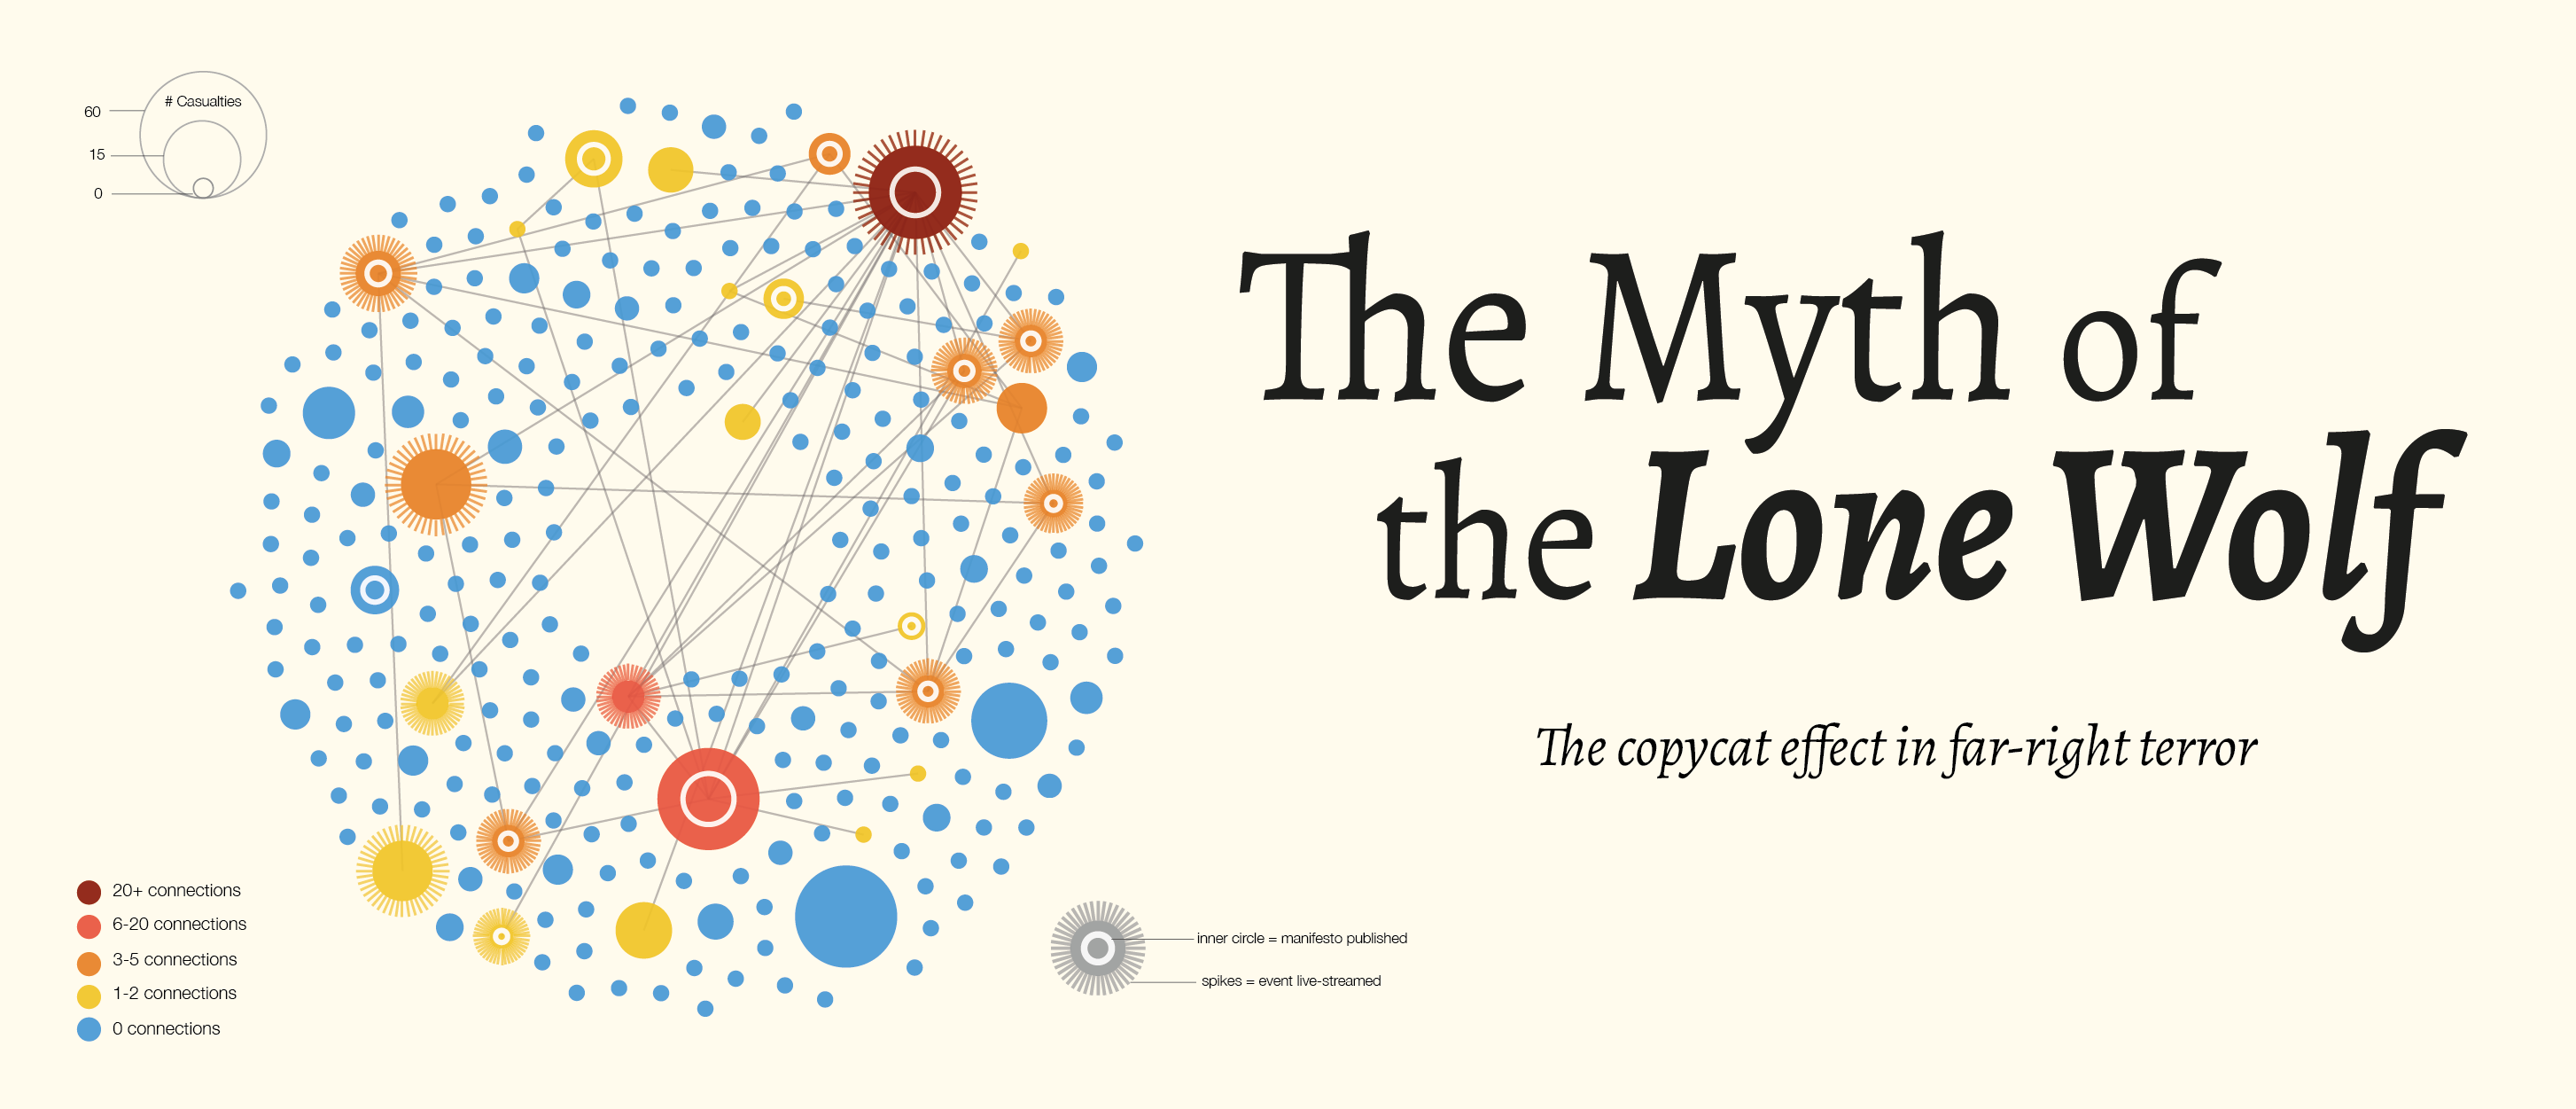 # Casualties
60
15
0
The Myth of
the Lone Wolf
The copycat effect in far-right terror
20+ connections
6-20 connections
3-5 connections
1-2 connections
0 connections
inner circle = manifesto published
spikes = event live-streamed